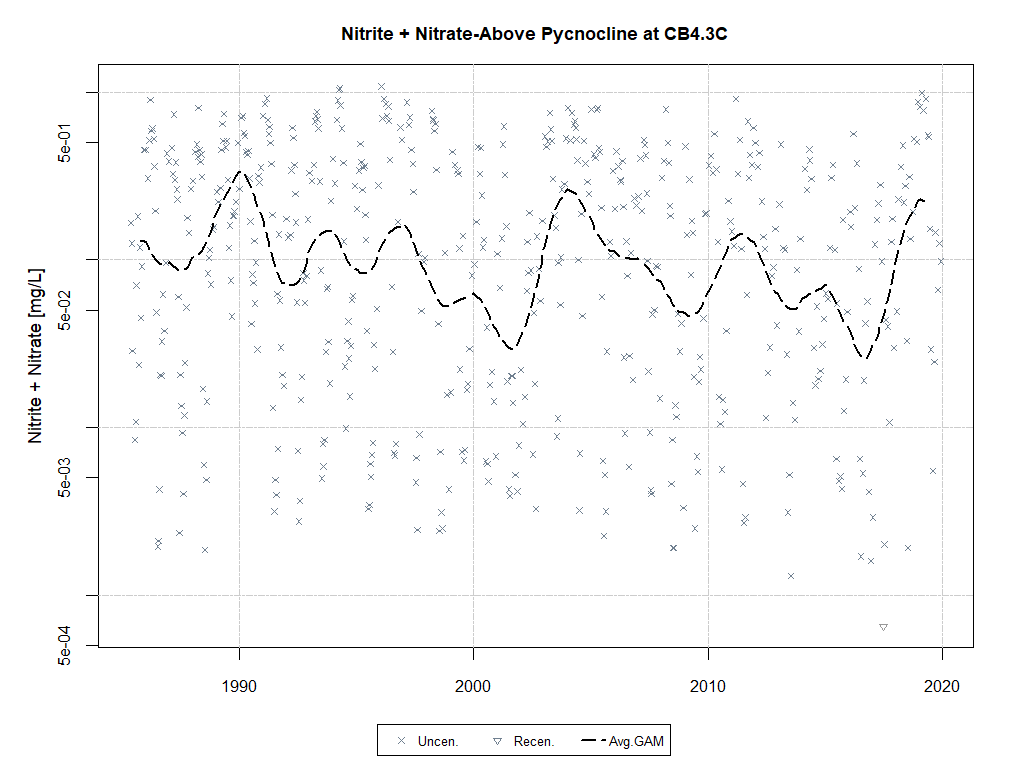 Nitrite + Nitrate-Above Pycnocline at CB4.3C
Nitrite + Nitrate [mg/L]
5e-01
5e-02
5e-03
5e-04
1990 2000 2010 2020
Uncen. Recen. Avg.GAM